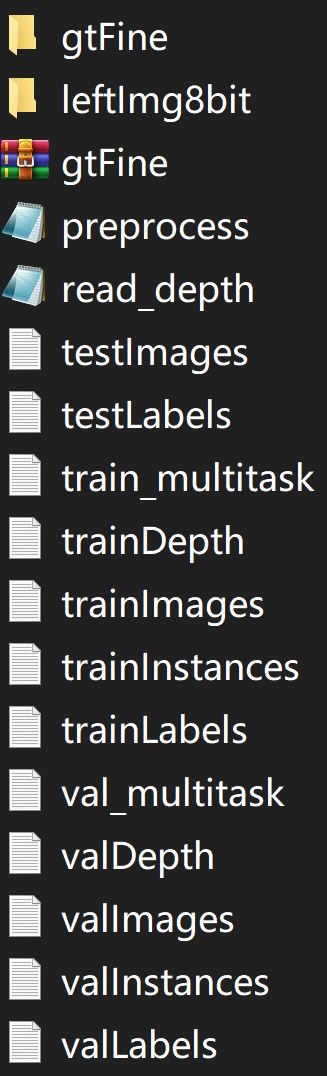 gtFine
leftImg8bit
gtFine
preprocess
read_depth
testImages
testLabels
train_multitask
trainDepth
trainImages
trainInstances
trainLabels
val_multitask
valDepth
valImages
valInstances
valLabels